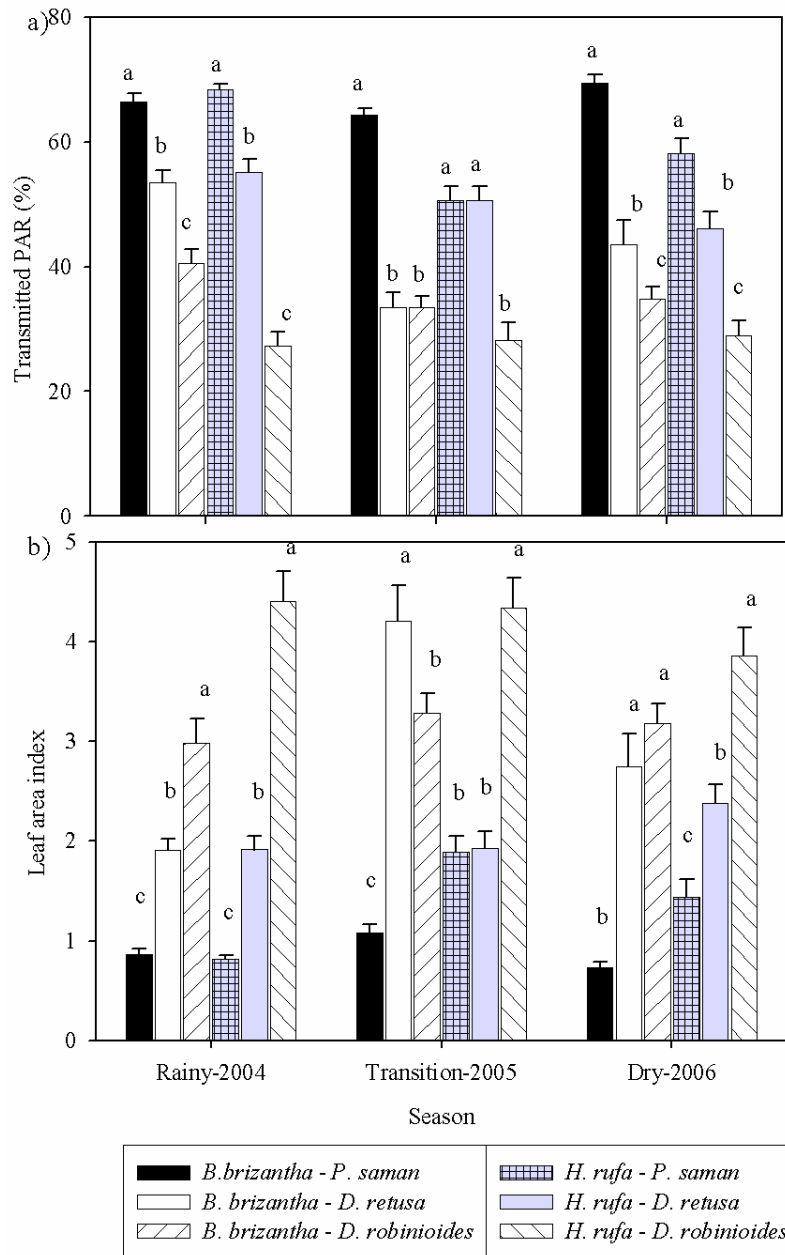 a)
80
60
40
20
0
Transmitted PAR (%)
a
b
c
a
b
c
a
b
b
a
a
b
a
b
c
a
b
c
b)
5
4
3
2
1
0
Leaf area index
c
b
a
c
b
a
c
a
b
b
b
a
b
a
a
c
b
a
Rainy-2004 Transition-2005 Dry-2006
Season
B.brizantha - P. saman
B. brizantha - D. retusa
B. brizantha - D. robinioides
H. rufa - P. saman
H. rufa - D. retusa
H. rufa - D. robinioides